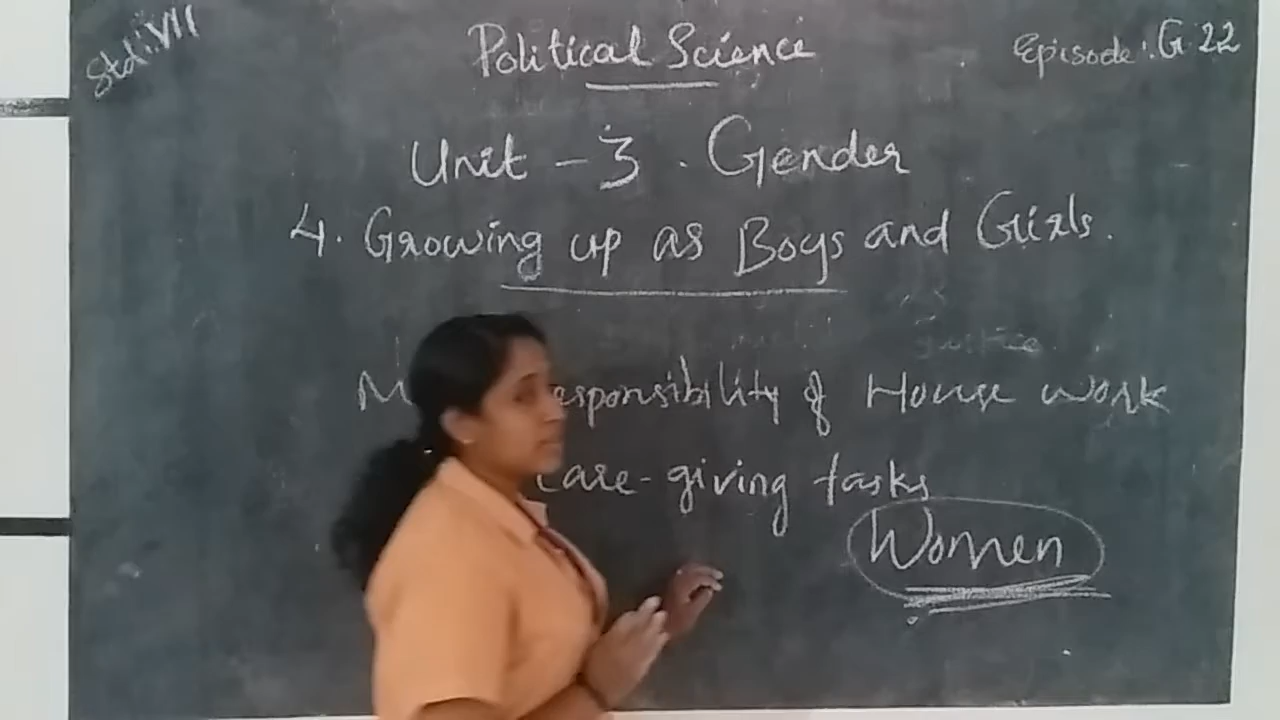 Std: VII
Political Science
Episode: G 22
Unit - 3. Gender
4. Growing up as Boys and Girls.
Justice
esponsibility of House work
care-giving tasks
Women